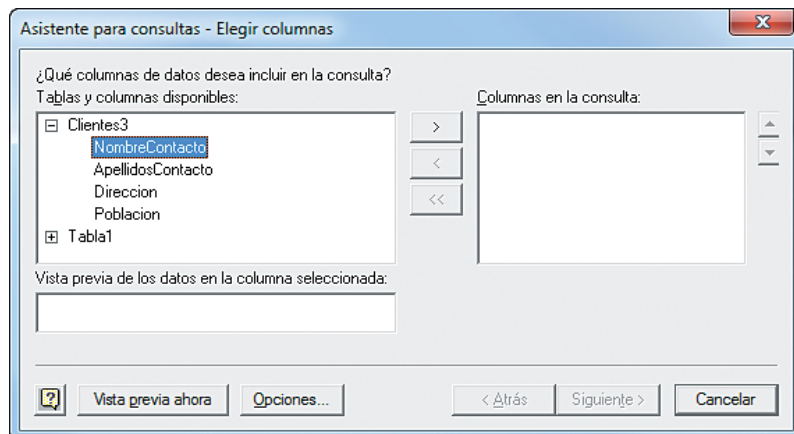 Asistente para consultas - Elegir columnas
¿Qué columnas de datos desea incluir en la consulta?
Tablas y columnas disponibles:
Columnas en la consulta:
Clientes3
NombreContacto
ApellidosContacto
Direccion
Poblacion
Tabla1
>
<
<<
Vista previa de los datos en la columna seleccionada:
?
Vista previa ahora
Opciones...
< Atrás
Siguiente >
Cancelar